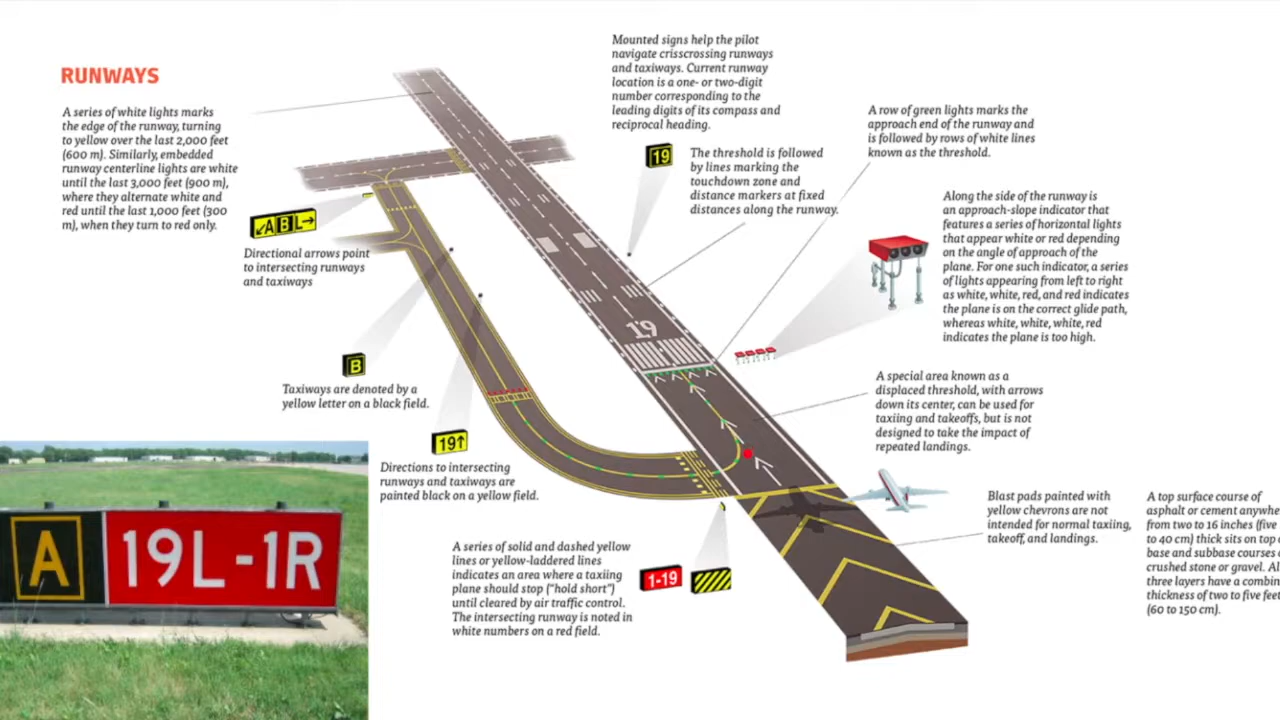 RUNWAYS
A series of white lights marks
the edge of the runway, turning
to yellow over the last 2,000 feet
(600 m). Similarly, embedded
runway centerline lights are white
until the last 3,000 feet (900 m),
where they alternate white and
red until the last 1,000 feet (300
m), when they turn to red only.
Mounted signs help the pilot
navigate crisscrossing runways
and taxiways. Current runway
location is a one- or two-digit
number corresponding to the
leading digits of its compass and
reciprocal heading.
19
The threshold is followed
by lines marking the
touchdown zone and
distance markers at fixed
distances along the runway.
A row of green lights marks the
approach end of the runway and
is followed by rows of white lines
known as the threshold.
Along the side of the runway is
an approach-slope indicator that
features a series of horizontal lights
that appear white or red depending
on the angle of approach of the
plane. For one such indicator, a series
of lights appearing from left to right
as white, white, red, and red indicates
the plane is on the correct glide path,
whereas white, white, white, red
indicates the plane is too high.
↙A B L→
Directional arrows point
to intersecting runways
and taxiways
19
B
Taxiways are denoted by a
yellow letter on a black field.
A special area known as a
displaced threshold, with arrows
down its center, can be used for
taxiing and takeoffs, but is not
designed to take the impact of
repeated landings.
19↑
Directions to intersecting
runways and taxiways are
painted black on a yellow field.
A series of solid and dashed yellow
lines or yellow-laddered lines
indicates an area where a taxiing
plane should stop ("hold short")
until cleared by air traffic control.
The intersecting runway is noted in
white numbers on a red field.
1-19
Blast pads painted with
yellow chevrons are not
intended for normal taxiing,
takeoff, and landings.
A top surface course of
asphalt or cement anywhe
from two to 16 inches (five
to 40 cm) thick sits on top o
base and subbase courses o
crushed stone or gravel. Al
three layers have a combin
thickness of two to five feet
(60 to 150 cm).
A 19L-1R